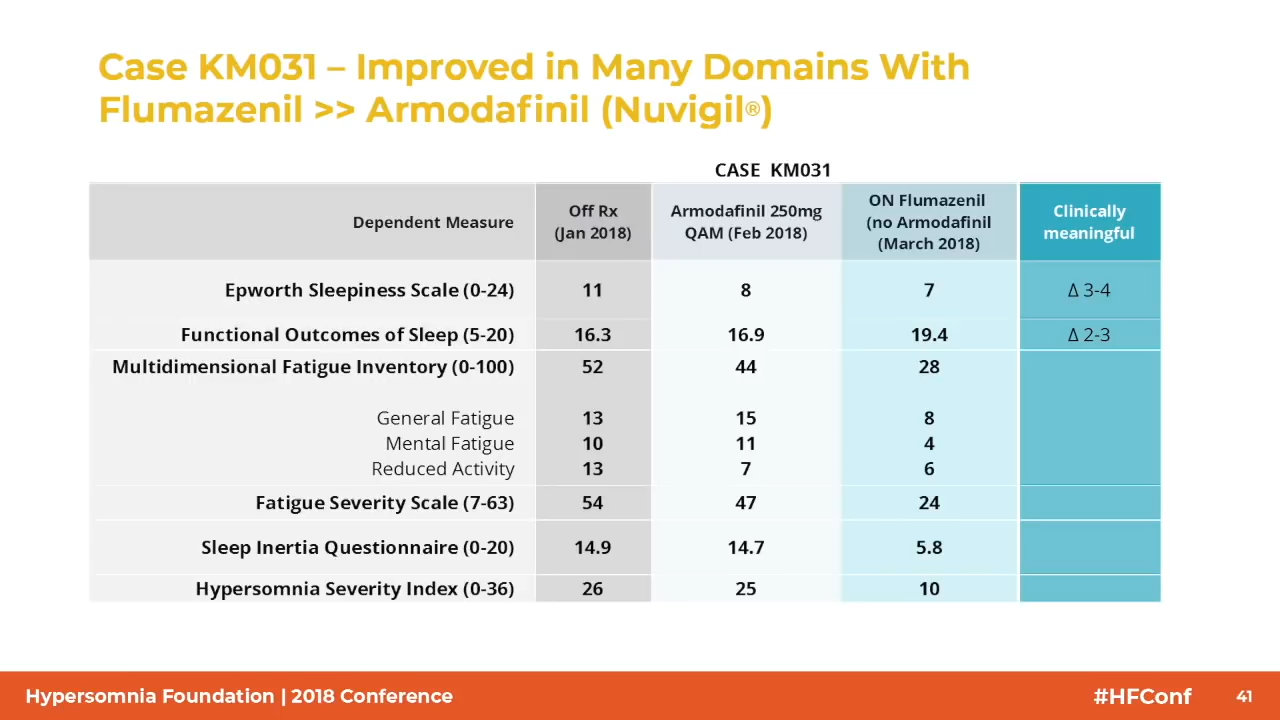 Case KM031 – Improved in Many Domains With
Flumazenil >> Armodafinil (Nuvigil®)
CASE KM031
Dependent Measure
Off Rx
(Jan 2018)
Armodafinil 250mg
QAM (Feb 2018)
ON Flumazenil
(no Armodafinil
(March 2018)
Clinically
meaningful
Epworth Sleepiness Scale (0-24) 11 8 7 Δ 3-4
Functional Outcomes of Sleep (5-20) 16.3 16.9 19.4 Δ 2-3
Multidimensional Fatigue Inventory (0-100) 52 44 28
General Fatigue 13 15 8
Mental Fatigue 10 11 4
Reduced Activity 13 7 6
Fatigue Severity Scale (7-63) 54 47 24
Sleep Inertia Questionnaire (0-20) 14.9 14.7 5.8
Hypersomnia Severity Index (0-36) 26 25 10
Hypersomnia Foundation | 2018 Conference #HFConf 41